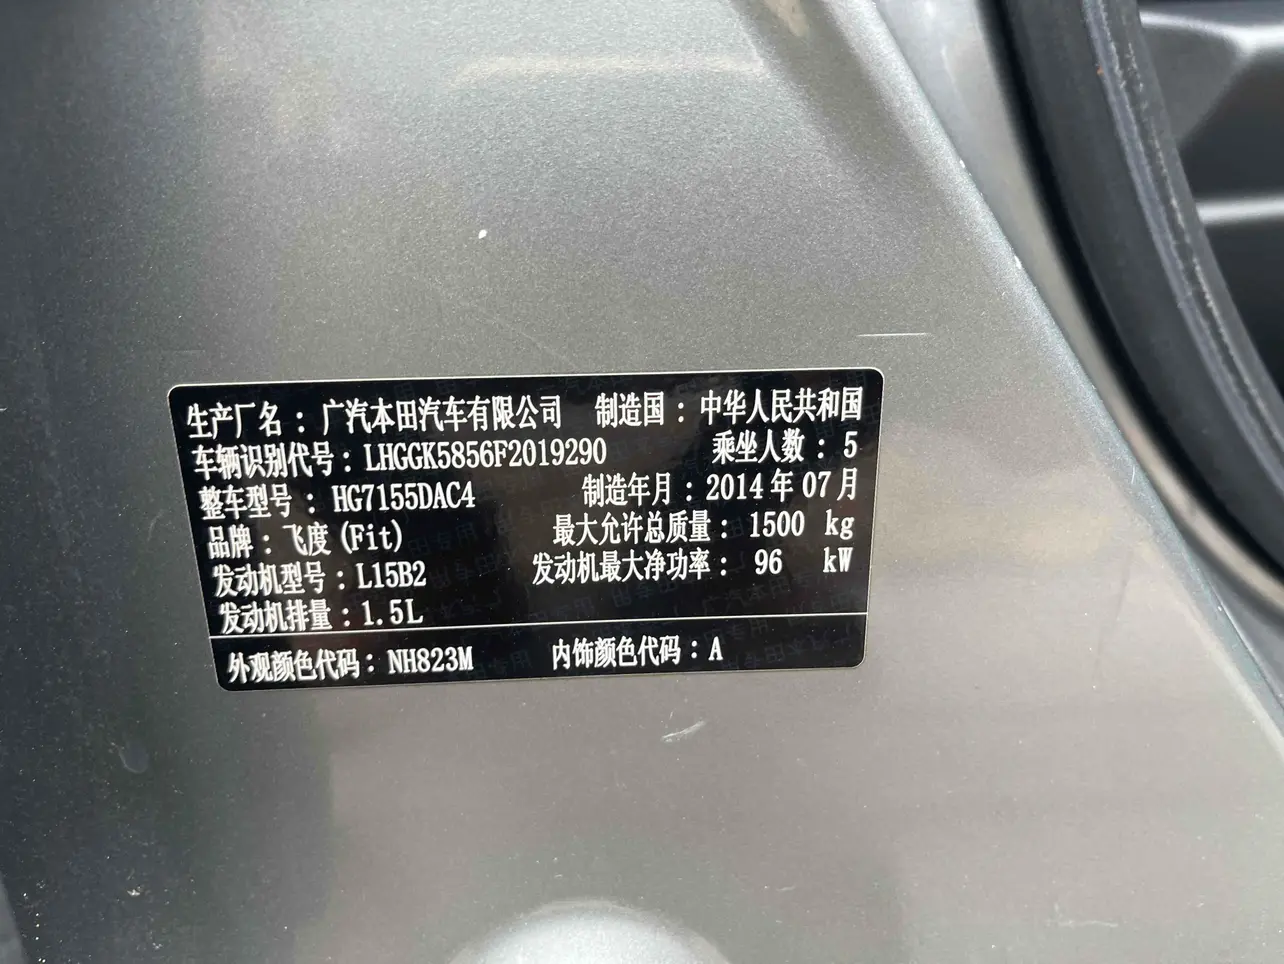 生产厂名：广汽本田汽车有限公司 制造国：中华人民共和国
车辆识别代号：LHGGK5856F2019290 乘坐人数：5
整车型号：HG7155DAC4 制造年月：2014年07月
品牌：飞度(Fit) 最大允许总质量：1500 kg
发动机型号：L15B2 发动机最大净功率：96 kW
发动机排量：1.5L
外观颜色代码：NH823M 内饰颜色代码：A